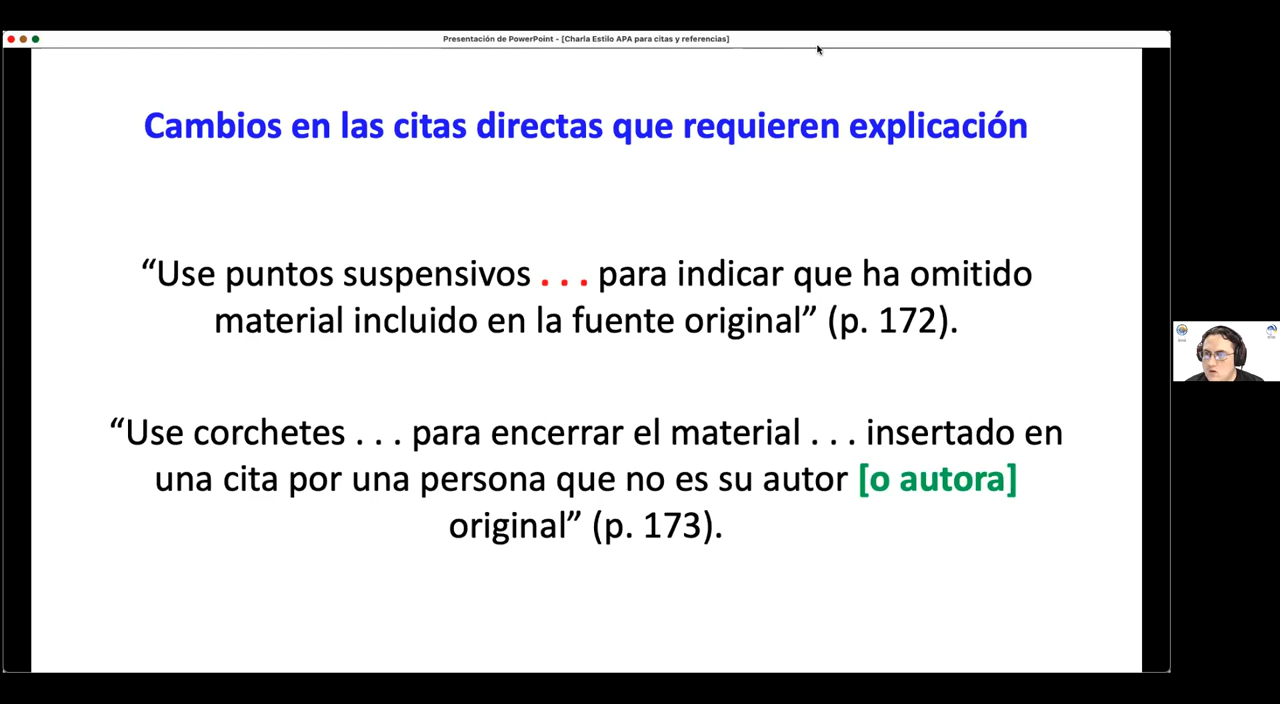 Presentación de PowerPoint - [Charla Estilo APA para citas y referencias]
Cambios en las citas directas que requieren explicación
“Use puntos suspensivos . . . para indicar que ha omitido
material incluido en la fuente original” (p. 172).
“Use corchetes . . . para encerrar el material . . . insertado en
una cita por una persona que no es su autor [o autora]
original” (p. 173).